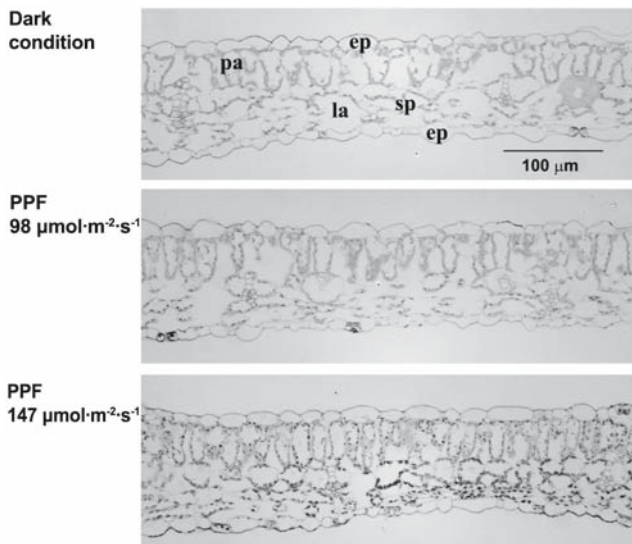 Dark
condition
ep
pa
la
sp
ep
100 μm
PPF
98 μmol·m⁻²·s⁻¹
PPF
147 μmol·m⁻²·s⁻¹